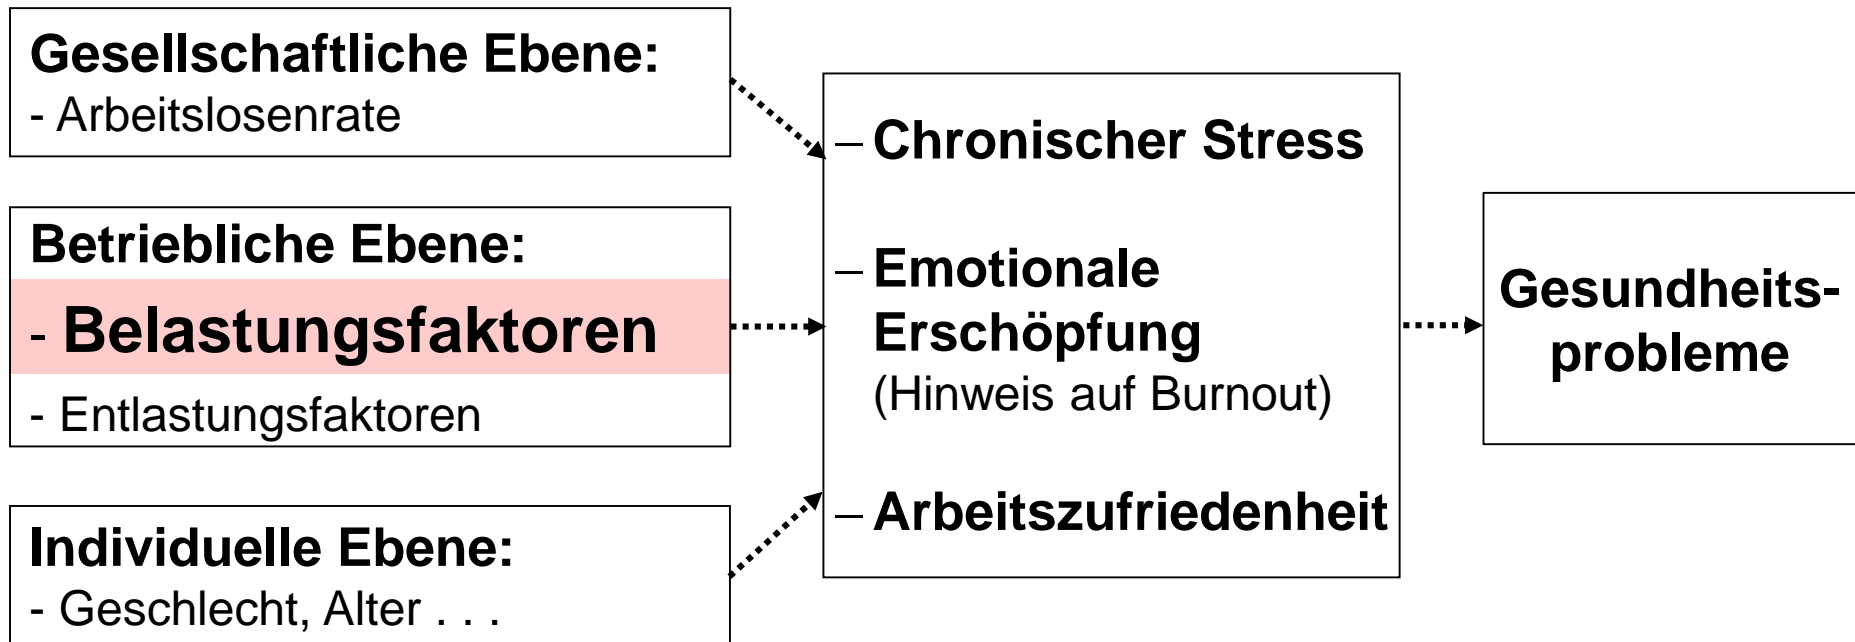 Gesellschaftliche Ebene:
- Arbeitslosenrate
Betriebliche Ebene:
- Belastungsfaktoren
- Entlastungsfaktoren
Individuelle Ebene:
- Geschlecht, Alter . . .
– Chronischer Stress
– Emotionale
Erschöpfung
(Hinweis auf Burnout)
– Arbeitszufriedenheit
Gesundheits-
probleme